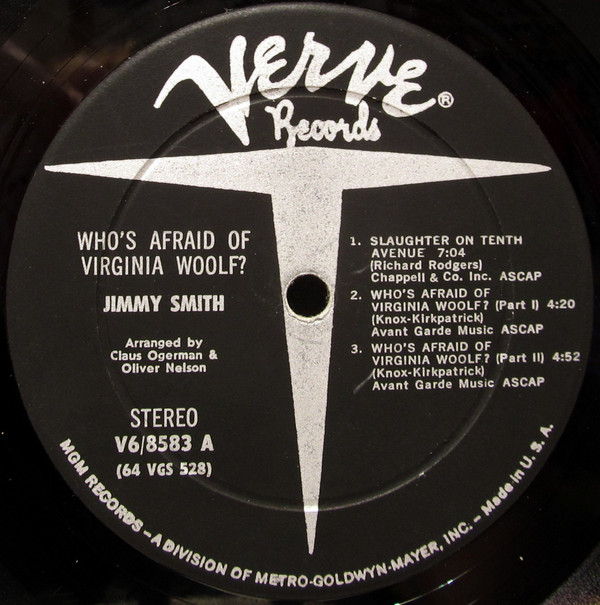 Verve®
Records
WHO'S AFRAID OF
VIRGINIA WOOLF?
JIMMY SMITH
Arranged by
Claus Ogerman &
Oliver Nelson
STEREO
V6/8583 A
(64 VGS 528)
1. SLAUGHTER ON TENTH
AVENUE 7:04
(Richard Rodgers)
Chappell & Co. Inc. ASCAP
2. WHO'S AFRAID OF
VIRGINIA WOOLF? (Part I) 4:20
(Knox-Kirkpatrick)
Avant Garde Music ASCAP
3. WHO'S AFRAID OF
VIRGINIA WOOLF? (Part II) 4:52
(Knox-Kirkpatrick)
Avant Garde Music ASCAP
MGM RECORDS – A DIVISION OF METRO-GOLDWYN-MAYER, INC. – Made in U.S.A.